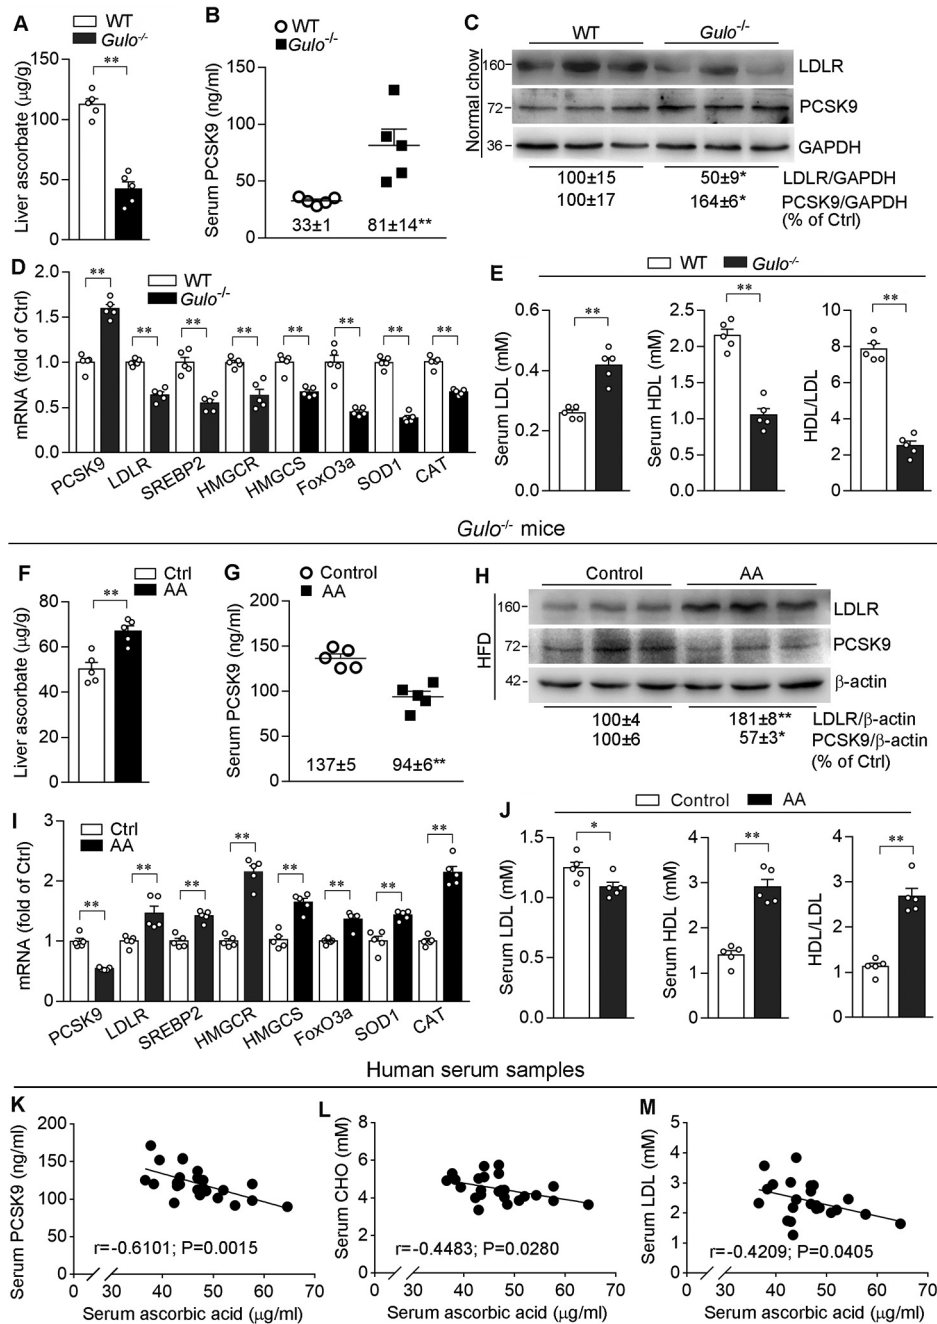 A
WT
Gulo-/-
Liver ascorbate (μg/g)
150
100
50
0
**
B
WT
Gulo-/-
Serum PCSK9 (ng/ml)
150
100
50
0
33±1 81±14**
C
Normal chow
WT Gulo-/-
160 LDLR
72 PCSK9
36 GAPDH
100±15 50±9* LDLR/GAPDH
100±17 164±6* PCSK9/GAPDH
(% of Ctrl)
D
WT
Gulo-/-
mRNA (fold of Ctrl)
2.0
1.5
1.0
0.5
0.0
** ** ** ** ** ** ** **
PCSK9 LDLR SREBP2 HMGCR HMGCS FoxO3a SOD1 CAT
E
WT Gulo-/-
Serum LDL (mM)
0.6
0.4
0.2
0.0
**
Serum HDL (mM)
2.5
2.0
1.5
1.0
0.5
0.0
**
HDL/LDL
10
8
6
4
2
0
**
Gulo-/- mice
F
Ctrl
AA
Liver ascorbate (μg/g)
80
60
40
20
0
**
G
Control
AA
Serum PCSK9 (ng/ml)
200
150
100
50
0
137±5 94±6**
H
HFD
Control AA
160 LDLR
72 PCSK9
42 β-actin
100±4 181±8** LDLR/β-actin
100±6 57±3* PCSK9/β-actin
(% of Ctrl)
I
Ctrl
AA
mRNA (fold of Ctrl)
3
2
1
0
** ** ** ** ** ** ** **
PCSK9 LDLR SREBP2 HMGCR HMGCS FoxO3a SOD1 CAT
J
Control AA
Serum LDL (mM)
1.5
1.0
0.5
0.0
*
Serum HDL (mM)
4
3
2
1
0
**
HDL/LDL
4
3
2
1
0
**
Human serum samples
K
Serum PCSK9 (ng/ml)
200
150
100
50
0
r=-0.6101; P=0.0015
0 30 40 50 60 70
Serum ascorbic acid (μg/ml)
L
Serum CHO (mM)
8
6
4
2
0
r=-0.4483; P=0.0280
0 30 40 50 60 70
Serum ascorbic acid (μg/ml)
M
Serum LDL (mM)
5
4
3
2
1
0
r=-0.4209; P=0.0405
0 30 40 50 60 70
Serum ascorbic acid (μg/ml)